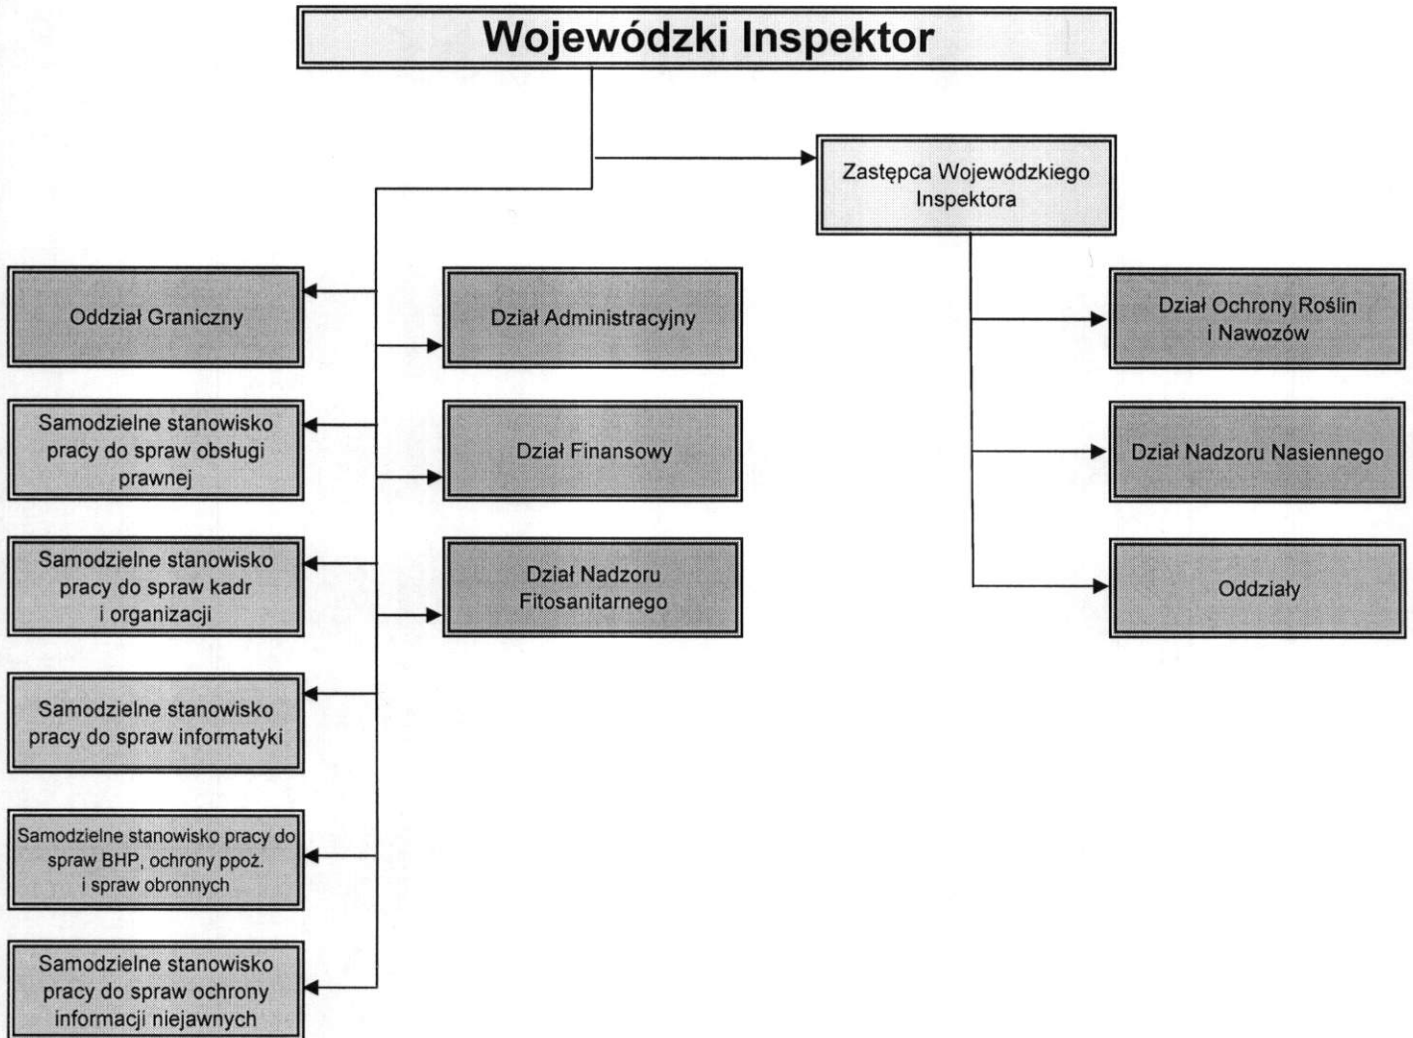 Wojewódzki Inspektor
Zastępca Wojewódzkiego
Inspektora
Oddział Graniczny
Dział Administracyjny
Dział Ochrony Roślin
i Nawozów
Samodzielne stanowisko
pracy do spraw obsługi
prawnej
Dział Finansowy
Dział Nadzoru Nasiennego
Samodzielne stanowisko
pracy do spraw kadr
i organizacji
Dział Nadzoru
Fitosanitarnego
Oddziały
Samodzielne stanowisko
pracy do spraw informatyki
Samodzielne stanowisko pracy do
spraw BHP, ochrony ppoż.
i spraw obronnych
Samodzielne stanowisko
pracy do spraw ochrony
informacji niejawnych